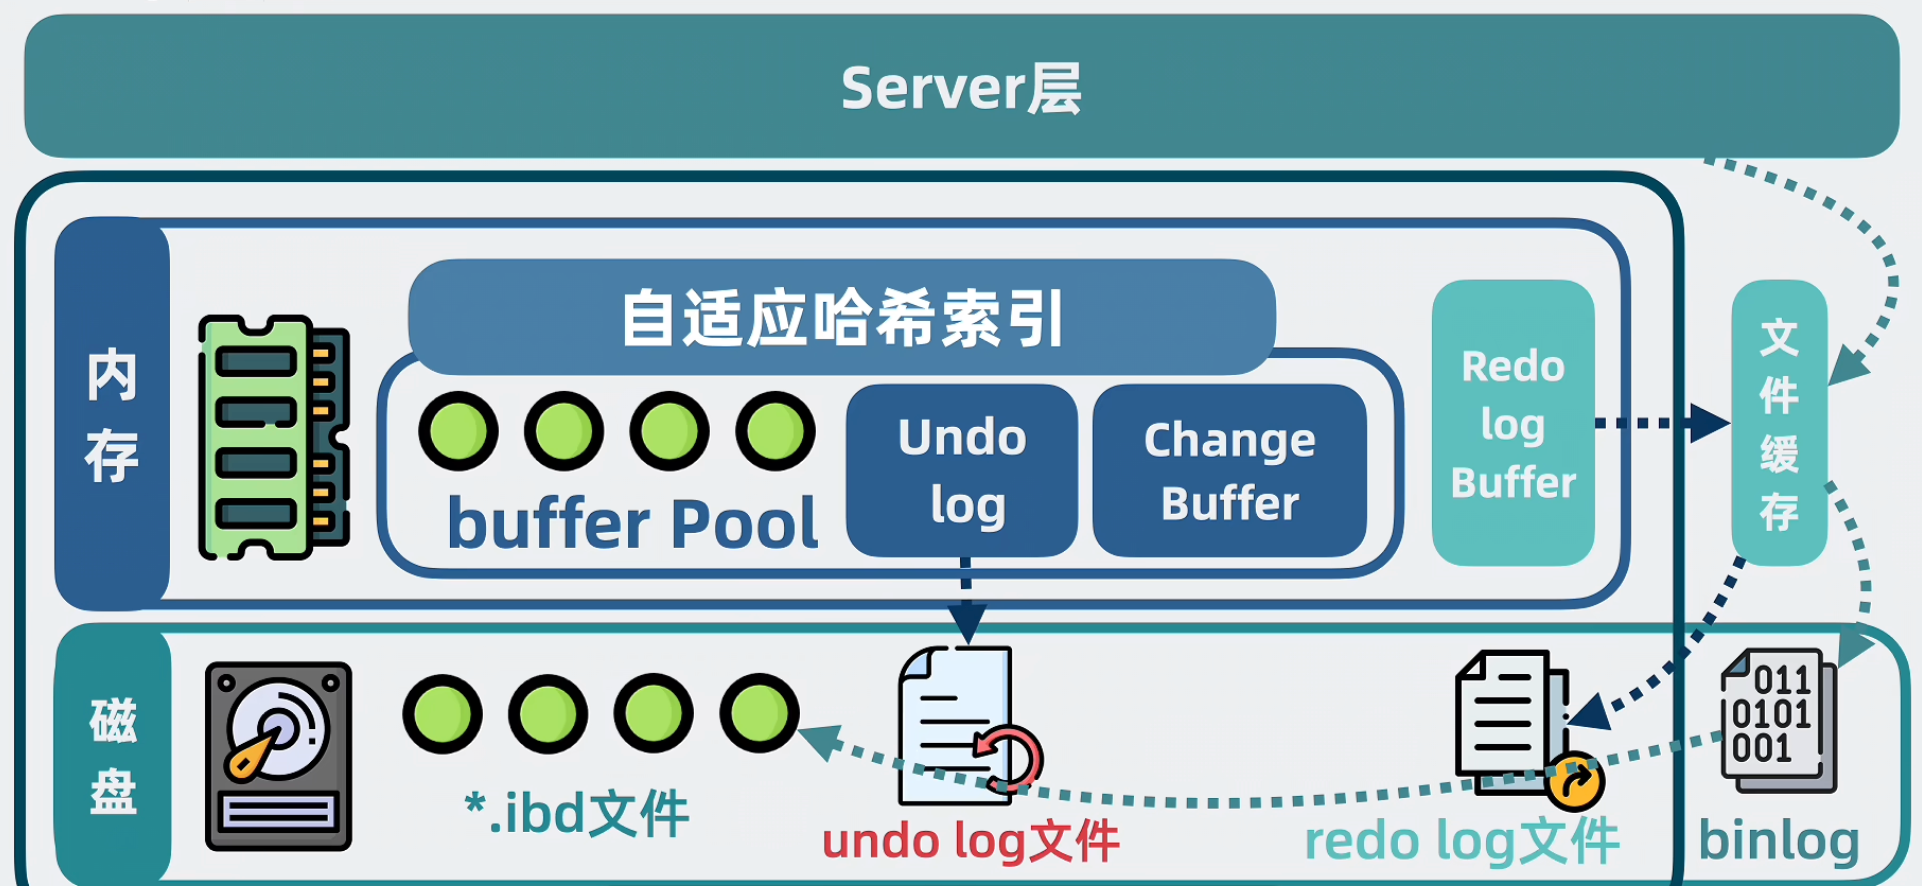 Server层
内
存
自适应哈希索引
buffer Pool
Undo
log
Change
Buffer
Redo
log
Buffer
文
件
缓
存
磁
盘
*.ibd文件
undo log文件
redo log文件
011
0101
001
binlog